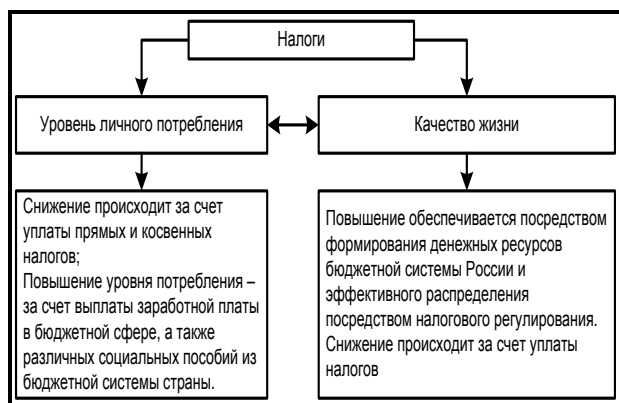 Налоги
Уровень личного потребления
Качество жизни
Снижение происходит за счет
уплаты прямых и косвенных
налогов;
Повышение уровня потребления –
за счет выплаты заработной платы
в бюджетной сфере, а также
различных социальных пособий из
бюджетной системы страны.
Повышение обеспечивается посредством
формирования денежных ресурсов
бюджетной системы России и
эффективного распределения
посредством налогового регулирования.
Снижение происходит за счет уплаты
налогов